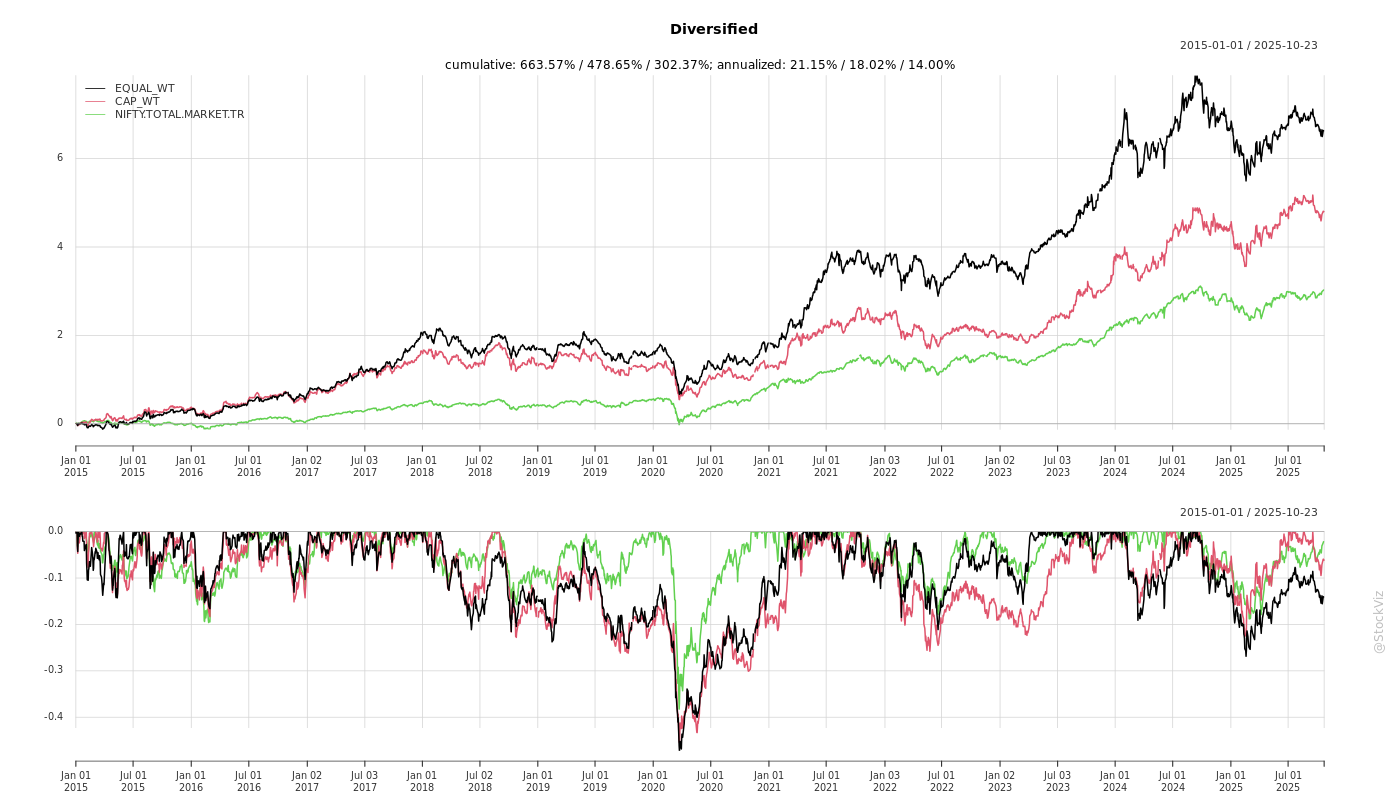 Diversified
2015-01-01 / 2025-10-23
cumulative: 663.57% / 478.65% / 302.37%; annualized: 21.15% / 18.02% / 14.00%
EQUAL_WT
CAP_WT
NIFTY.TOTAL.MARKET.TR
6
4
2
0
Jan 01 Jul 01 Jan 01 Jul 01 Jan 02 Jul 03 Jan 01 Jul 02 Jan 01 Jul 01 Jan 01 Jul 01 Jan 01 Jul 01 Jan 03 Jul 01 Jan 02 Jul 03 Jan 01 Jul 01 Jan 01 Jul 01
2015 2015 2016 2016 2017 2017 2018 2018 2019 2019 2020 2020 2021 2021 2022 2022 2023 2023 2024 2024 2025 2025
2015-01-01 / 2025-10-23
0.0
-0.1
-0.2
-0.3
-0.4
Jan 01 Jul 01 Jan 01 Jul 01 Jan 02 Jul 03 Jan 01 Jul 02 Jan 01 Jul 01 Jan 01 Jul 01 Jan 01 Jul 01 Jan 03 Jul 01 Jan 02 Jul 03 Jan 01 Jul 01 Jan 01 Jul 01
2015 2015 2016 2016 2017 2017 2018 2018 2019 2019 2020 2020 2021 2021 2022 2022 2023 2023 2024 2024 2025 2025
@StockViz